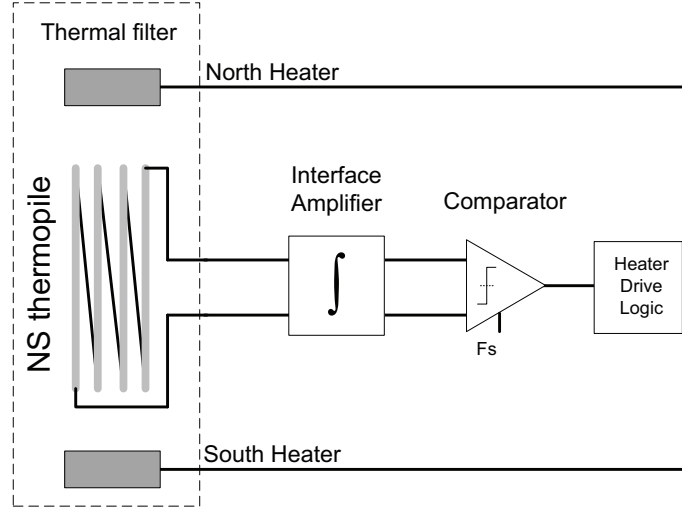 Thermal filter
North Heater
NS thermopile
Interface
Amplifier
∫
Comparator
Fs
Heater
Drive
Logic
South Heater